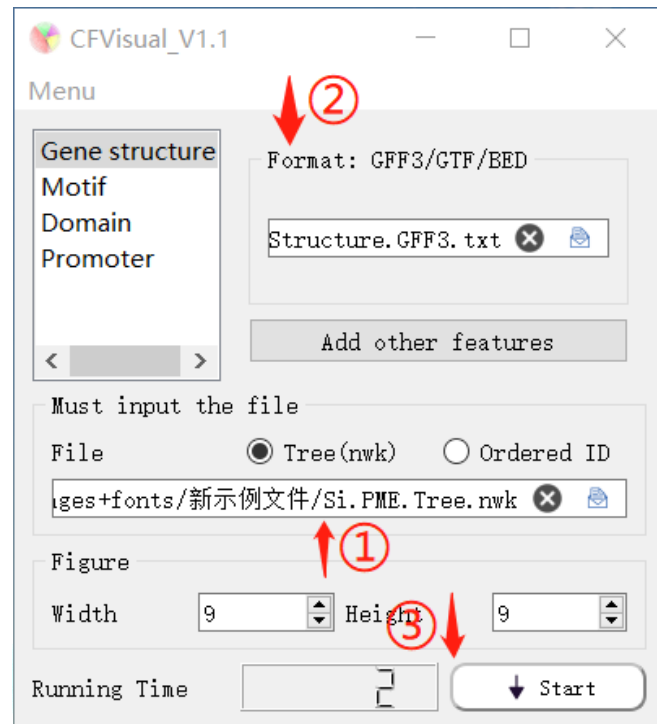 CFVisual_V1.1
Menu
②
Gene structure
Motif
Domain
Promoter
Format: GFF3/GTF/BED
Structure.GFF3.txt
Add other features
Must input the file
File Tree(nwk) Ordered ID
ges+fonts/新示例文件/Si.PME.Tree.nwk
①
Figure
Width 9 Height 9
③
Running Time 2 Start